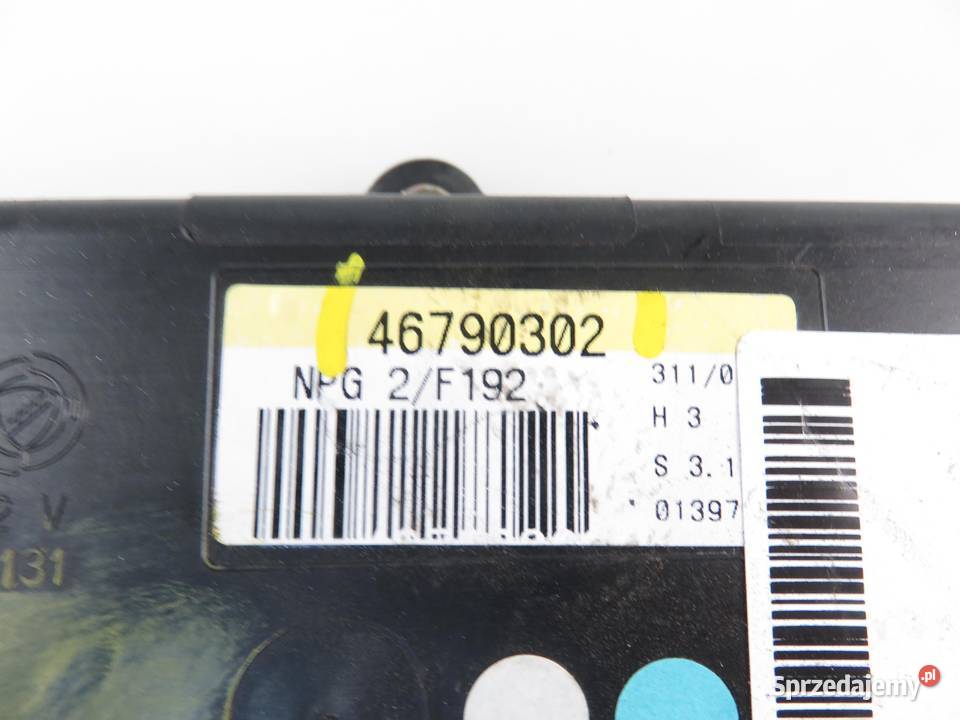 46790302
NPG 2/F192
311/0
H 3
S 3.1
01397
V
131
Sprzedajemy.pl